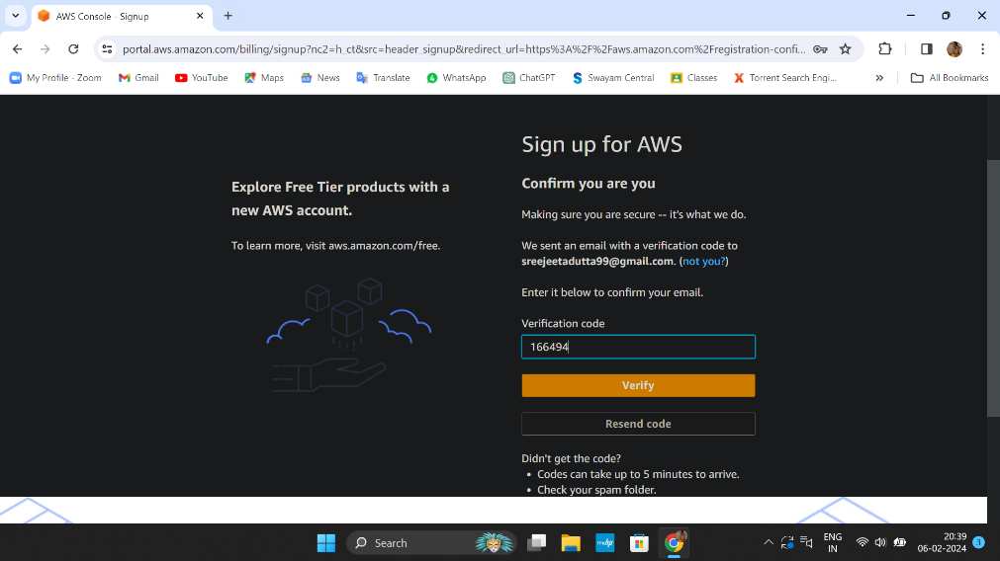 AWS Console - Signup
portal.aws.amazon.com/billing/signup?nc2=h_ct&src=header_signup&redirect_url=https%3A%2F%2Faws.amazon.com%2Fregistration-confi...
My Profile - Zoom
Gmail
YouTube
Maps
News
Translate
WhatsApp
ChatGPT
Swayam Central
Classes
Torrent Search Engi...
»
All Bookmarks
Explore Free Tier products with a
new AWS account.
To learn more, visit aws.amazon.com/free.
Sign up for AWS
Confirm you are you
Making sure you are secure -- it's what we do.
We sent an email with a verification code to
sreejeetadutta99@gmail.com. (not you?)
Enter it below to confirm your email.
Verification code
166494
Verify
Resend code
Didn't get the code?
• Codes can take up to 5 minutes to arrive.
• Check your spam folder.
Search
ENG
IN
20:39
06-02-2024
3